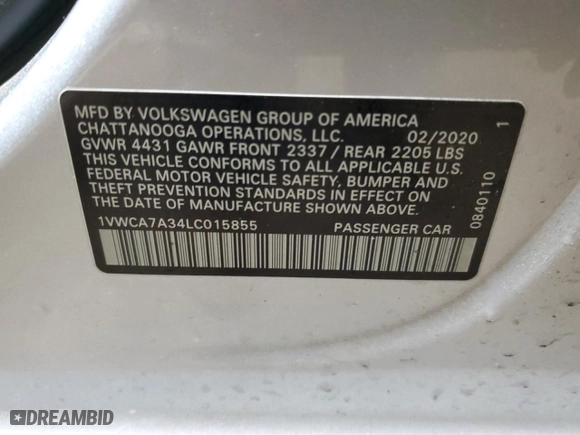 MFD BY VOLKSWAGEN GROUP OF AMERICA
CHATTANOOGA OPERATIONS, LLC. 02/2020
GVWR 4431 GAWR FRONT 2337 / REAR 2205 LBS
THIS VEHICLE CONFORMS TO ALL APPLICABLE U.S.
FEDERAL MOTOR VEHICLE SAFETY, BUMPER AND
THEFT PREVENTION STANDARDS IN EFFECT ON
THE DATE OF MANUFACTURE SHOWN ABOVE.
1VWCA7A34LC015855 PASSENGER CAR
0840110 1
DREAMBID